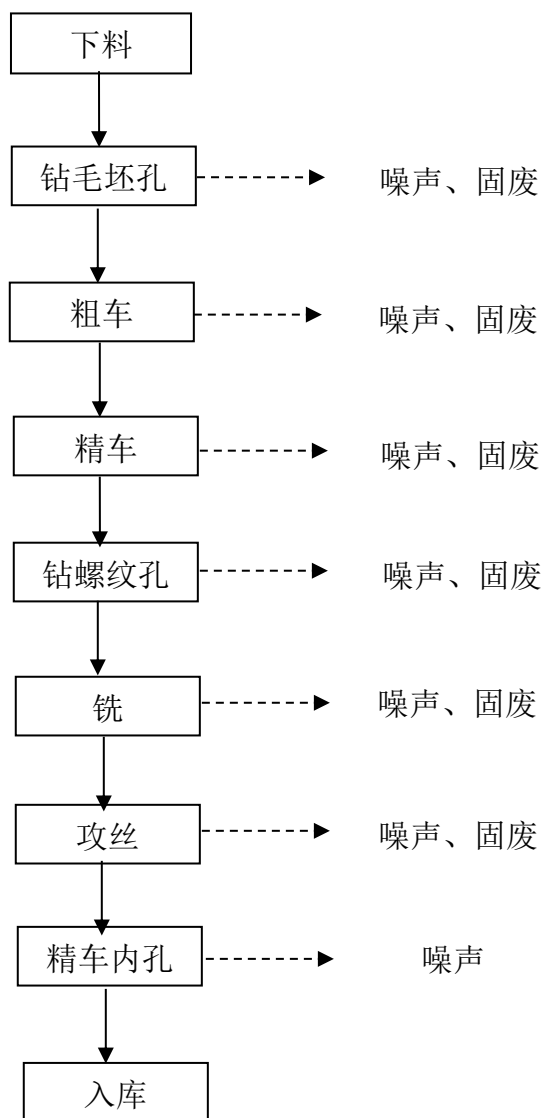 下料
钻毛坯孔
噪声、固废
粗车
噪声、固废
精车
噪声、固废
钻螺纹孔
噪声、固废
铣
噪声、固废
攻丝
噪声、固废
精车内孔
噪声
入库